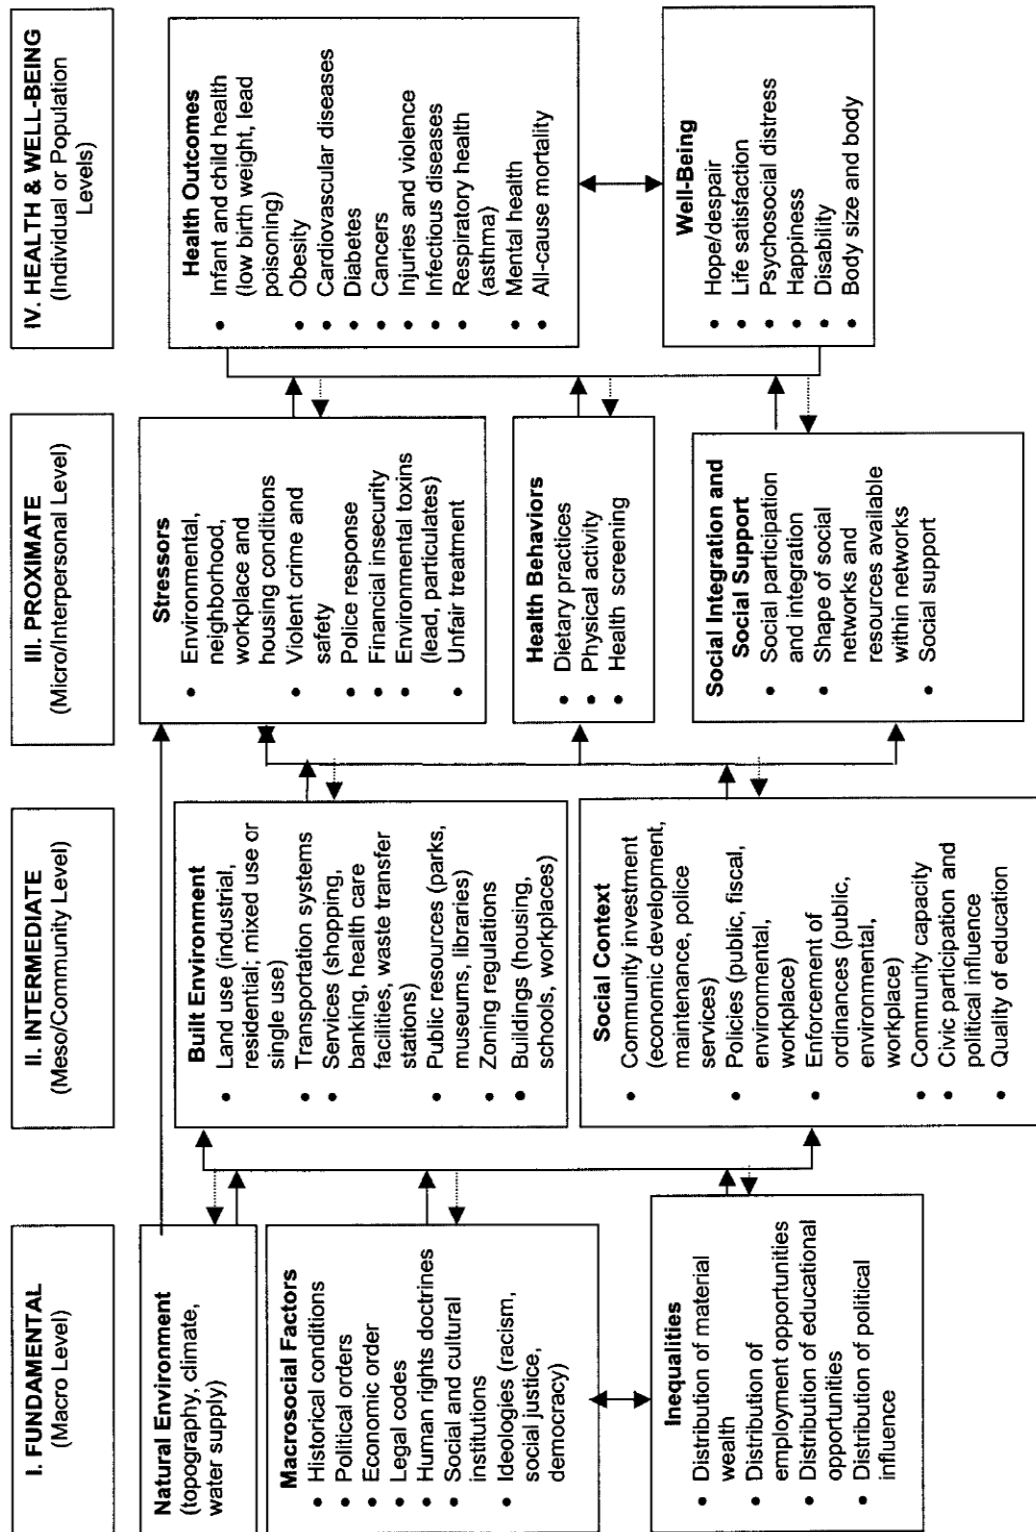 I. FUNDAMENTAL
(Macro Level)
Natural Environment
(topography, climate,
water supply)
Macrosocial Factors
• Historical conditions
• Political orders
• Economic order
• Legal codes
• Human rights doctrines
• Social and cultural
institutions
• Ideologies (racism,
social justice,
democracy)
Inequalities
• Distribution of material
wealth
• Distribution of
employment opportunities
• Distribution of educational
opportunities
• Distribution of political
influence
II. INTERMEDIATE
(Meso/Community Level)
Built Environment
• Land use (industrial,
residential; mixed use or
single use)
• Transportation systems
• Services (shopping,
banking, health care
facilities, waste transfer
stations)
• Public resources (parks,
museums, libraries)
• Zoning regulations
• Buildings (housing,
schools, workplaces)
Social Context
• Community investment
(economic development,
maintenance, police
services)
• Policies (public, fiscal,
environmental,
workplace)
• Enforcement of
ordinances (public,
environmental,
workplace)
• Community capacity
• Civic participation and
political influence
• Quality of education
III. PROXIMATE
(Micro/Interpersonal Level)
Stressors
• Environmental,
neighborhood,
workplace and
housing conditions
• Violent crime and
safety
• Police response
• Financial insecurity
• Environmental toxins
(lead, particulates)
• Unfair treatment
Health Behaviors
• Dietary practices
• Physical activity
• Health screening
Social Integration and
Social Support
• Social participation
and integration
• Shape of social
networks and
resources available
within networks
• Social support
IV. HEALTH & WELL-BEING
(Individual or Population
Levels)
Health Outcomes
• Infant and child health
(low birth weight, lead
poisoning)
• Obesity
• Cardiovascular diseases
• Diabetes
• Cancers
• Injuries and violence
• Infectious diseases
• Respiratory health
(asthma)
• Mental health
• All-cause mortality
Well-Being
• Hope/despair
• Life satisfaction
• Psychosocial distress
• Happiness
• Disability
• Body size and body